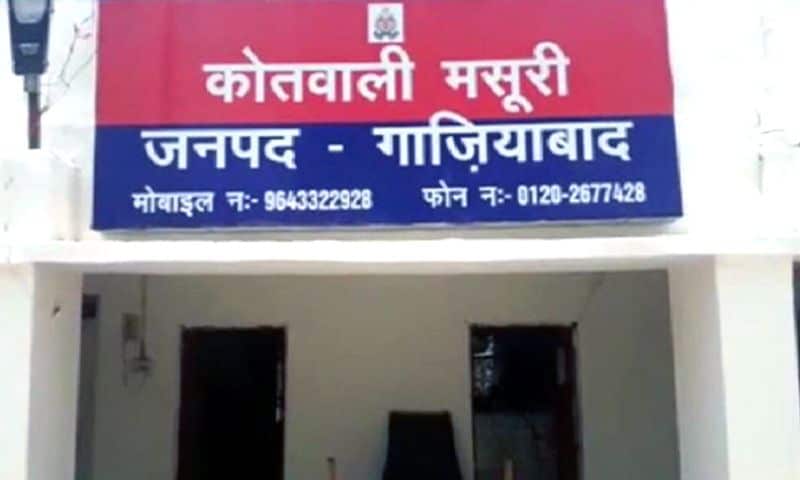 कोतवाली मसूरी
जनपद - गाज़ियाबाद
मोबाइल नः- 9643322928 फोन नः- 0120-2677428